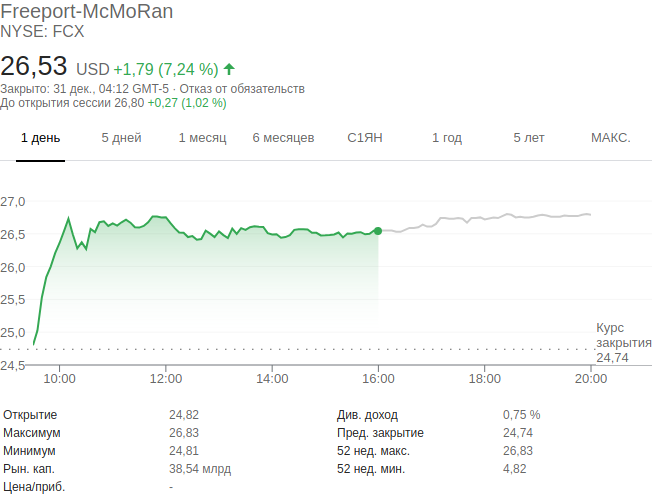 Freeport-McMoRan
NYSE: FCX
26,53 USD +1,79 (7,24 %)
Закрыто: 31 дек., 04:12 GMT-5 · Отказ от обязательств
До открытия сессии 26,80 +0,27 (1,02 %)
1 день 5 дней 1 месяц 6 месяцев С1ЯН 1 год 5 лет МАКС.
27,0
26,5
26,0
25,5
25,0
24,5
Курс
закрытия
24,74
10:00 12:00 14:00 16:00 18:00 20:00
Открытие 24,82 Див. доход 0,75 %
Максимум 26,83 Пред. закрытие 24,74
Минимум 24,81 52 нед. макс. 26,83
Рын. кап. 38,54 млрд 52 нед. мин. 4,82
Цена/приб. -